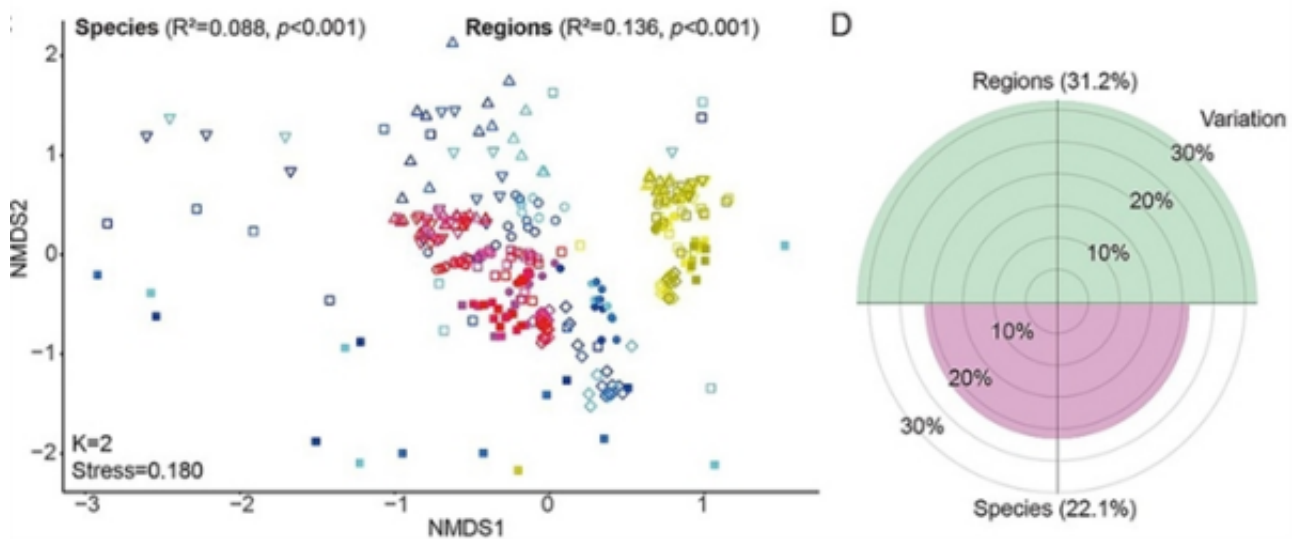 Species (R²=0.088, p<0.001)
Regions (R²=0.136, p<0.001)
2
1
0
−1
−2
NMDS2
K=2
Stress=0.180
−3
−2
−1
0
1
NMDS1
D
Regions (31.2%)
Variation
30%
20%
10%
10%
20%
30%
Species (22.1%)